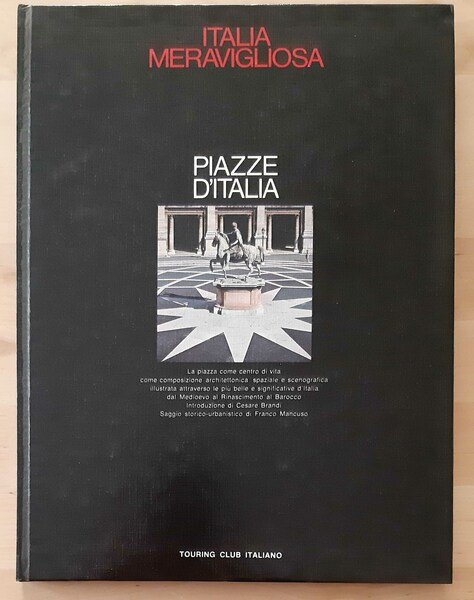 ITALIA
MERAVIGLIOSA
PIAZZE
D'ITALIA
La piazza come centro di vita
come composizione architettonica spaziale e scenografica
illustrata attraverso le più belle e significative d'Italia
dal Medioevo al Rinascimento al Barocco
Introduzione di Cesare Brandi
Saggio storico-urbanistico di Franco Mancuso
TOURING CLUB ITALIANO